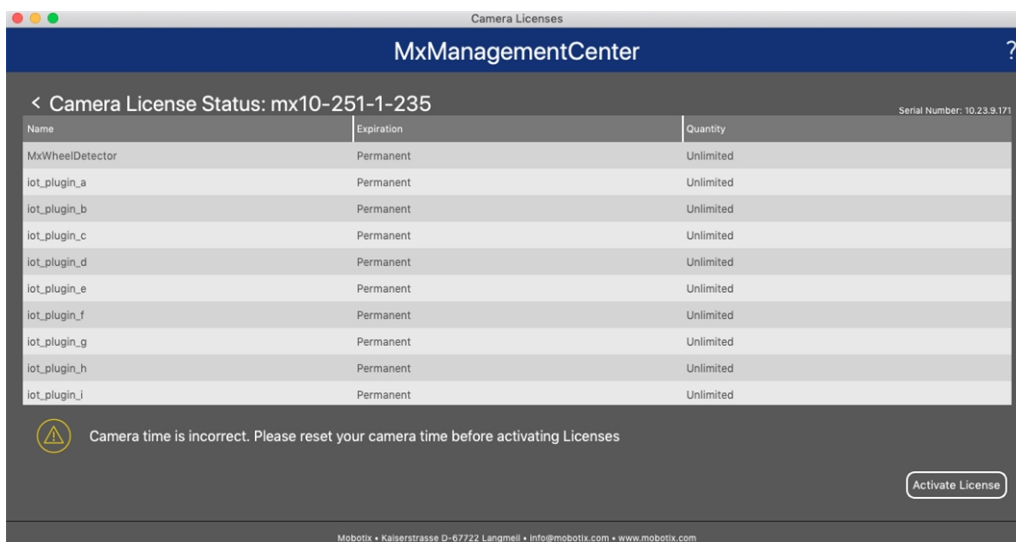 Camera Licenses
MxManagementCenter
?
< Camera License Status: mx10-251-1-235
Serial Number: 10.23.9.171
Name Expiration Quantity
MxWheelDetector Permanent Unlimited
iot_plugin_a Permanent Unlimited
iot_plugin_b Permanent Unlimited
iot_plugin_c Permanent Unlimited
iot_plugin_d Permanent Unlimited
iot_plugin_e Permanent Unlimited
iot_plugin_f Permanent Unlimited
iot_plugin_g Permanent Unlimited
iot_plugin_h Permanent Unlimited
iot_plugin_i Permanent Unlimited
Camera time is incorrect. Please reset your camera time before activating Licenses
Activate License
Mobotix • Kaiserstrasse D-67722 Langmeil • info@mobotix.com • www.mobotix.com